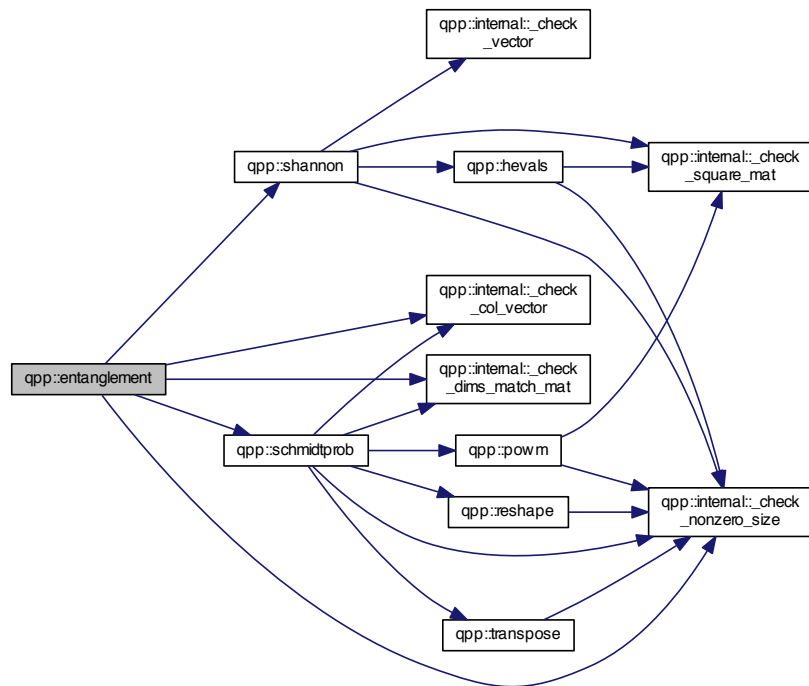 qpp::internal::_check
_vector
qpp::shannon
qpp::hevals
qpp::internal::_check
_square_mat
qpp::internal::_check
_col_vector
qpp::entanglement
qpp::internal::_check
_dims_match_mat
qpp::schmidtprob
qpp::powm
qpp::reshape
qpp::internal::_check
_nonzero_size
qpp::transpose